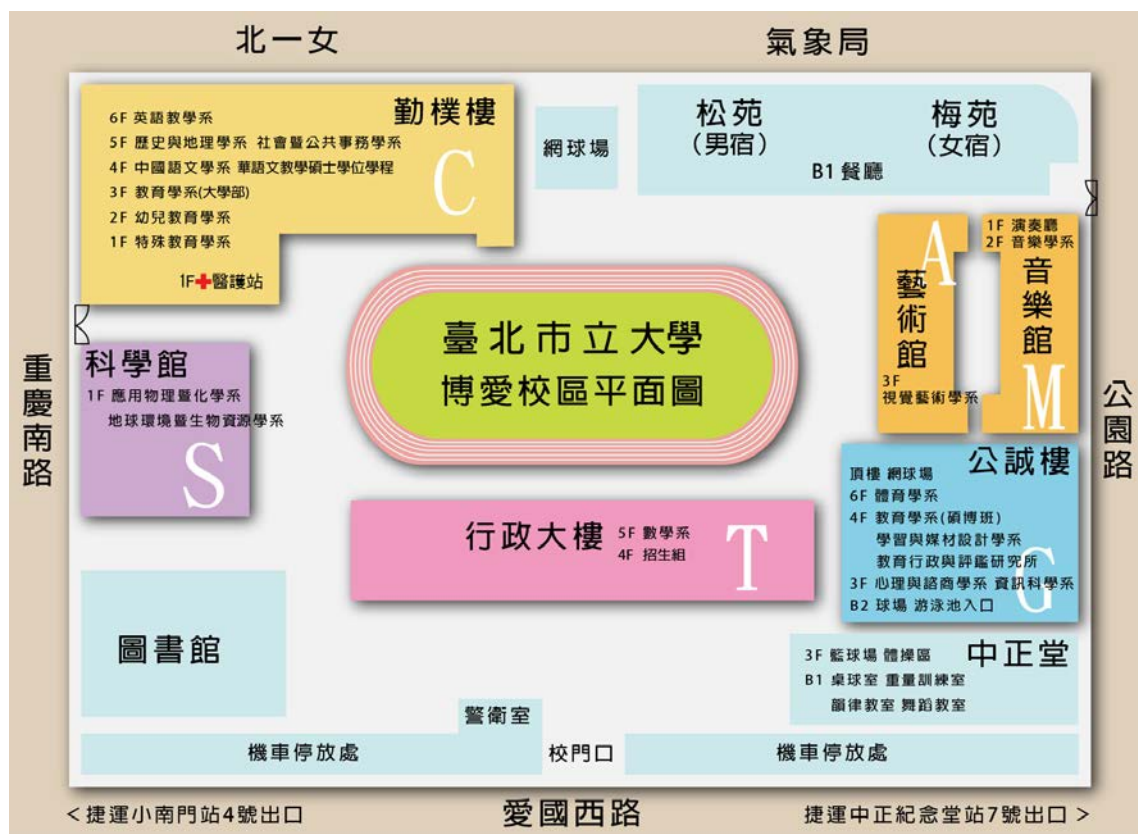 北一女
氣象局
勤樸樓
6F 英語教學系
5F 歷史與地理學系 社會暨公共事務學系
4F 中國語文學系 華語文教學碩士學位學程
3F 教育學系(大學部)
2F 幼兒教育學系
1F 特殊教育學系
1F 醫護站
C
網球場
松苑
(男宿)
梅苑
(女宿)
B1 餐廳
A
藝術館
3F
視覺藝術學系
1F 演奏廳
2F 音樂學系
音樂館
M
臺北市立大學
博愛校區平面圖
重慶南路
公園路
科學館
1F 應用物理暨化學系
地球環境暨生物資源學系
S
行政大樓
5F 數學系
4F 招生組
T
公誠樓
頂樓 網球場
6F 體育學系
4F 教育學系(碩博班)
學習與媒材設計學系
教育行政與評鑑研究所
3F 心理與諮商學系 資訊科學系
B2 球場 游泳池入口
G
圖書館
中正堂
3F 籃球場 體操區
B1 桌球室 重量訓練室
韻律教室 舞蹈教室
警衛室
機車停放處
校門口
機車停放處
<捷運小南門站4號出口
愛國西路
捷運中正紀念堂站7號出口>